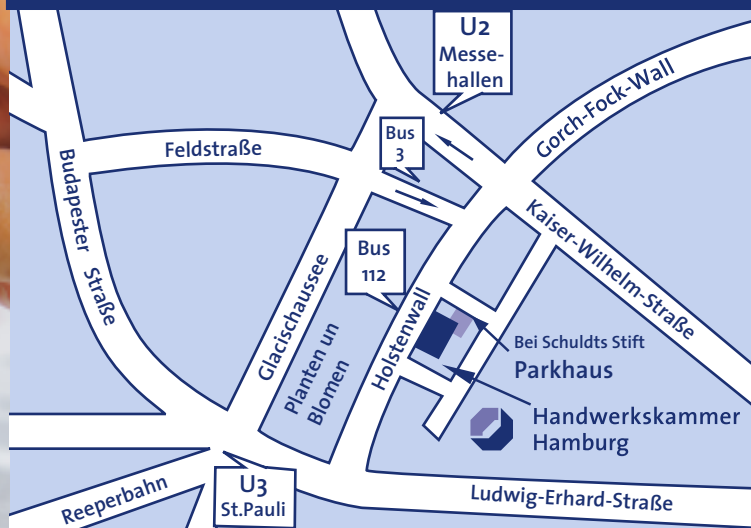 U2
Messe-
hallen
Gorch-Fock-Wall
Bus
3
Feldstraße
Budapester Straße
Kaiser-Wilhelm-Straße
Bus
112
Glacischaussee
Planten un
Blomen
Holstenwall
Bei Schuldts Stift
Parkhaus
Handwerkskammer
Hamburg
U3
St.Pauli
Reeperbahn
Ludwig-Erhard-Straße